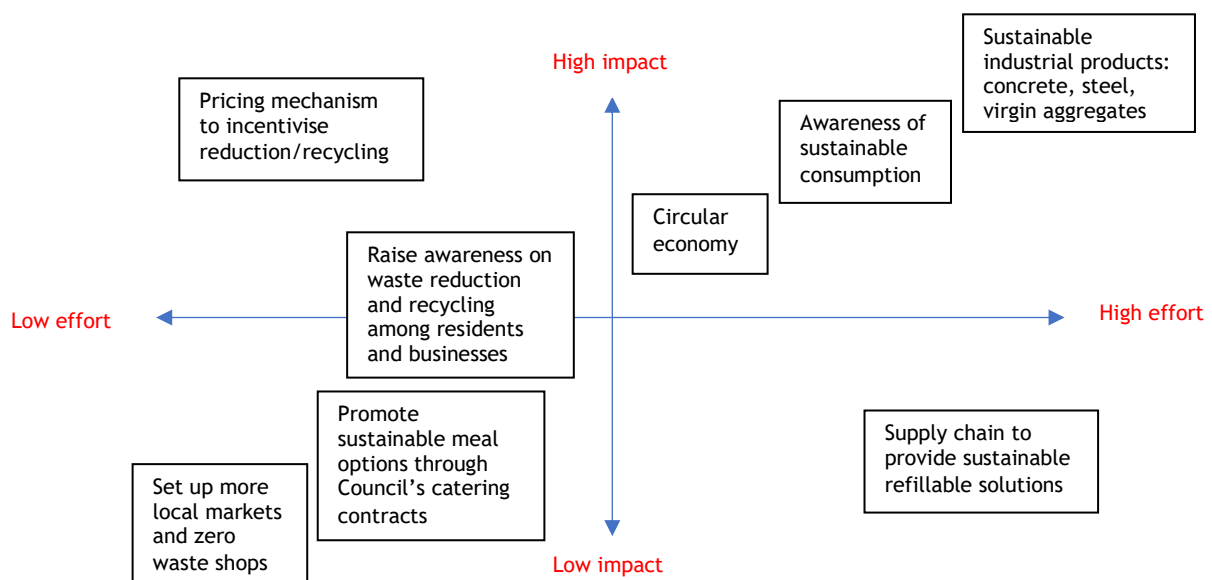 Sustainable
industrial products:
concrete, steel,
virgin aggregates
High impact
Pricing mechanism
to incentivise
reduction/recycling
Awareness of
sustainable
consumption
Circular
economy
Raise awareness on
waste reduction
and recycling
among residents
and businesses
Low effort
High effort
Promote
sustainable meal
options through
Council's catering
contracts
Supply chain to
provide sustainable
refillable solutions
Set up more
local markets
and zero
waste shops
Low impact